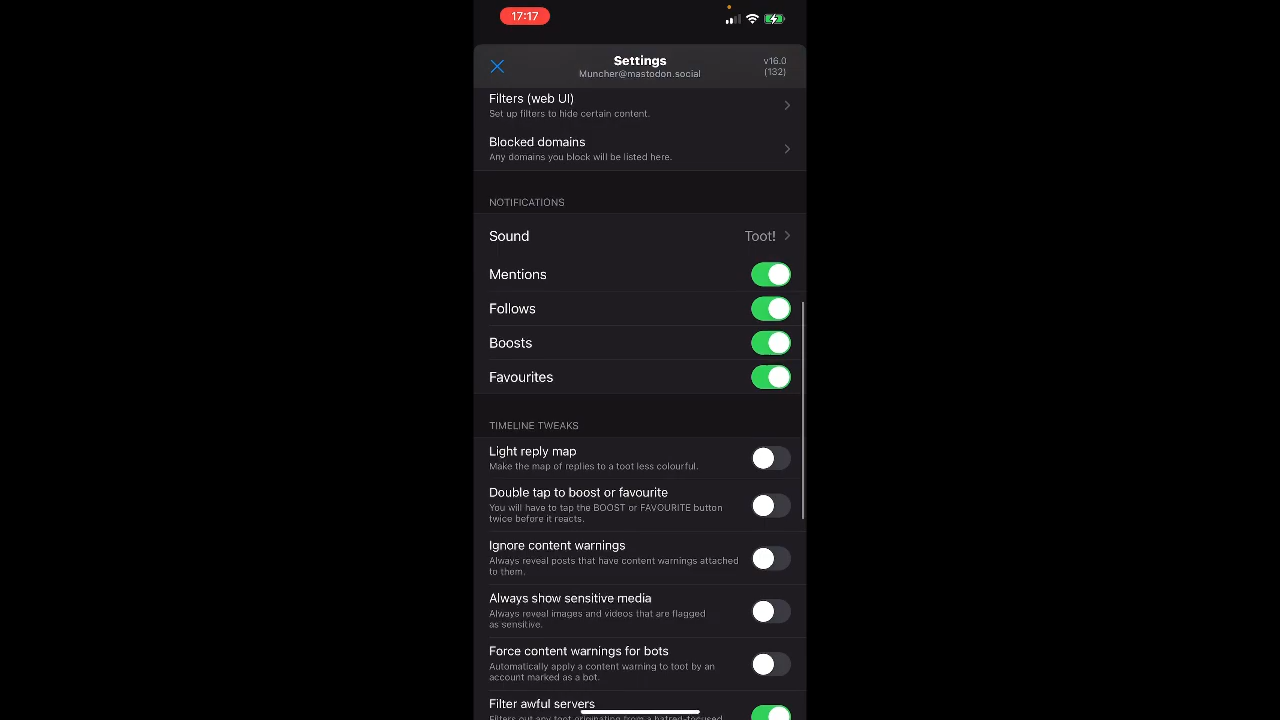 17:17
Settings
Muncher@mastodon.social
v16.0
(132)
Filters (web UI)
Set up filters to hide certain content.
Blocked domains
Any domains you block will be listed here.
NOTIFICATIONS
Sound
Toot!
Mentions
Follows
Boosts
Favourites
TIMELINE TWEAKS
Light reply map
Make the map of replies to a toot less colourful.
Double tap to boost or favourite
You will have to tap the BOOST or FAVOURITE button
twice before it reacts.
Ignore content warnings
Always reveal posts that have content warnings attached
to them.
Always show sensitive media
Always reveal images and videos that are flagged
as sensitive.
Force content warnings for bots
Automatically apply a content warning to toot by an
account marked as a bot.
Filter awful servers
Filters out any toot originating from a hatred-focused